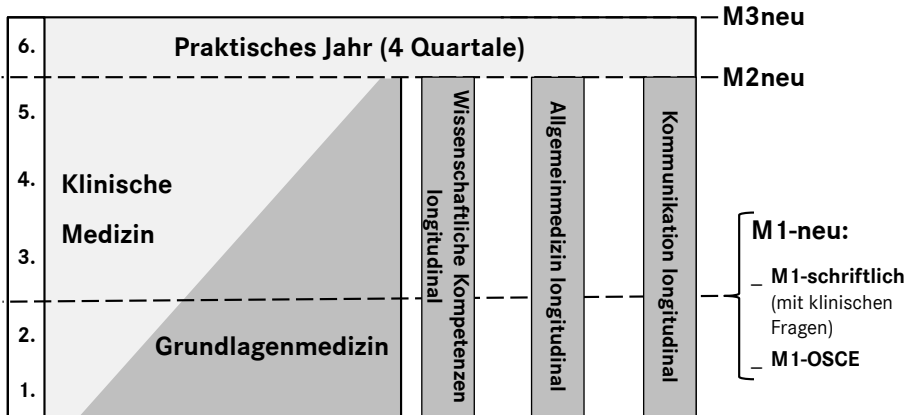 6.
Praktisches Jahr (4 Quartale)
M3neu
M2neu
5.
4.
3.
2.
1.
Klinische
Medizin
Grundlagenmedizin
Wissenschaftliche Kompetenzen
longitudinal
Allgemeinmedizin longitudinal
Kommunikation longitudinal
M1-neu:
_ M1-schriftlich
(mit klinischen
Fragen)
_ M1-OSCE